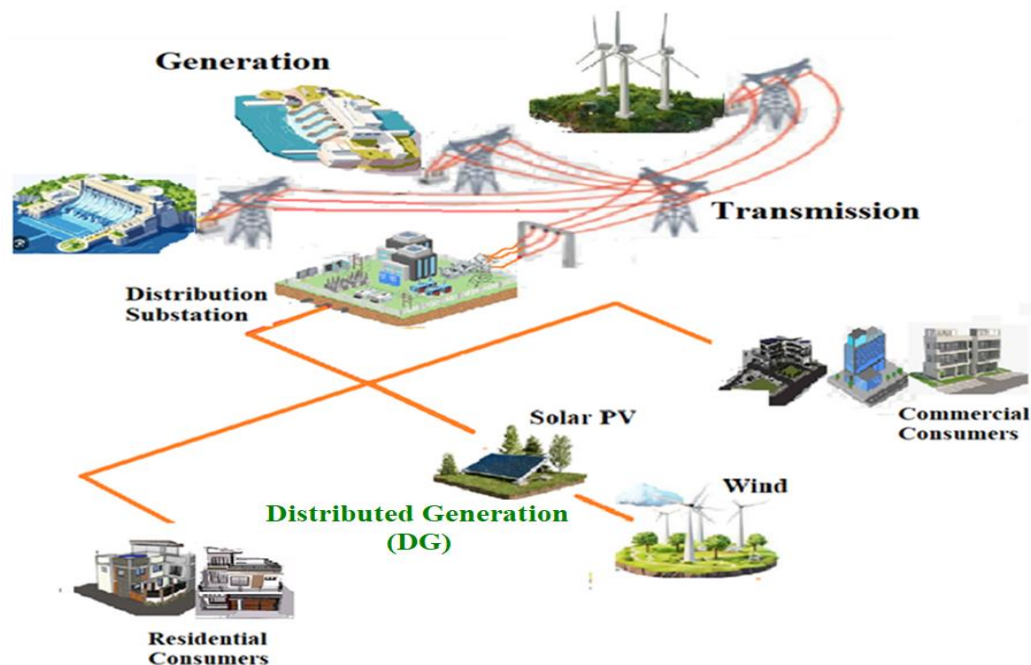 Generation
Transmission
Distribution
Substation
Commercial
Consumers
Solar PV
Wind
Distributed Generation
(DG)
Residential
Consumers